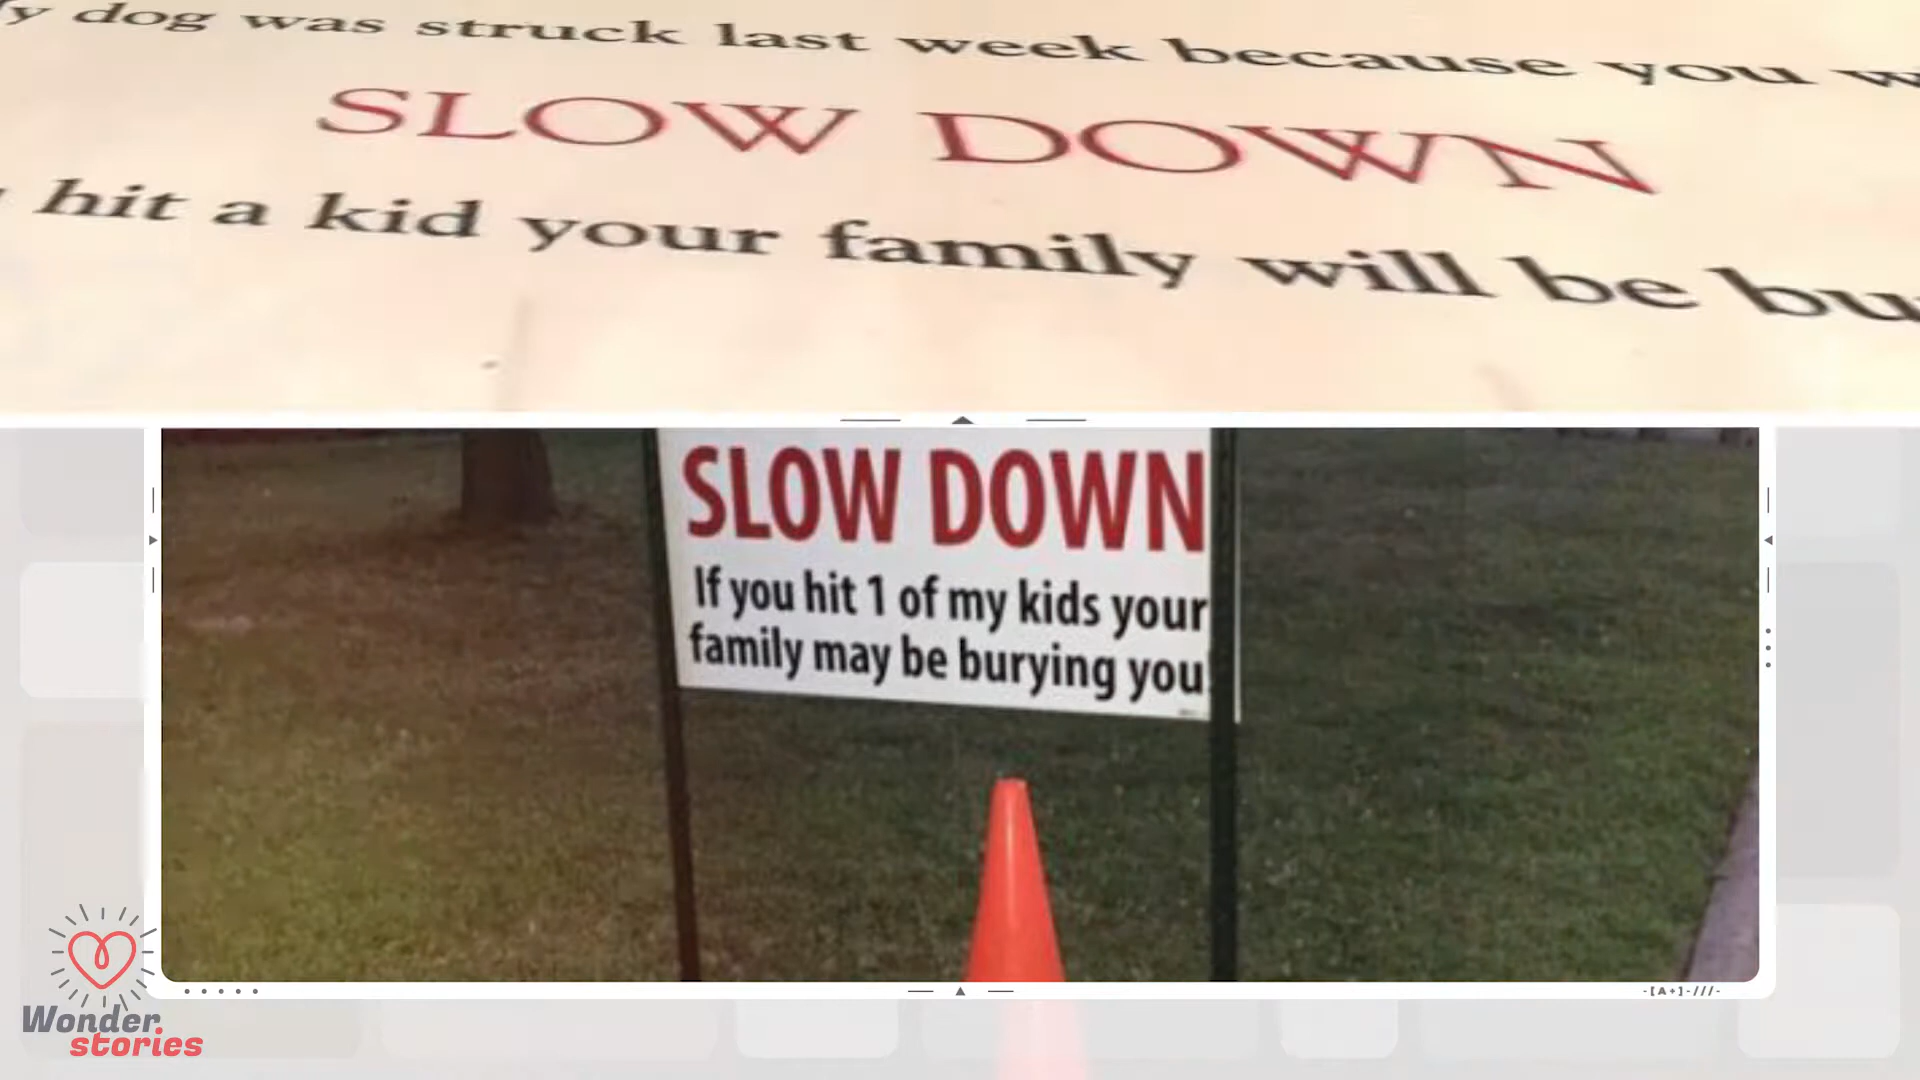 dog was struck last week because you
SLOW DOWN
hit a kid your family will be
SLOW DOWN
If you hit 1 of my kids your
family may be burying you
-[A+]-///-
Wonder
stories